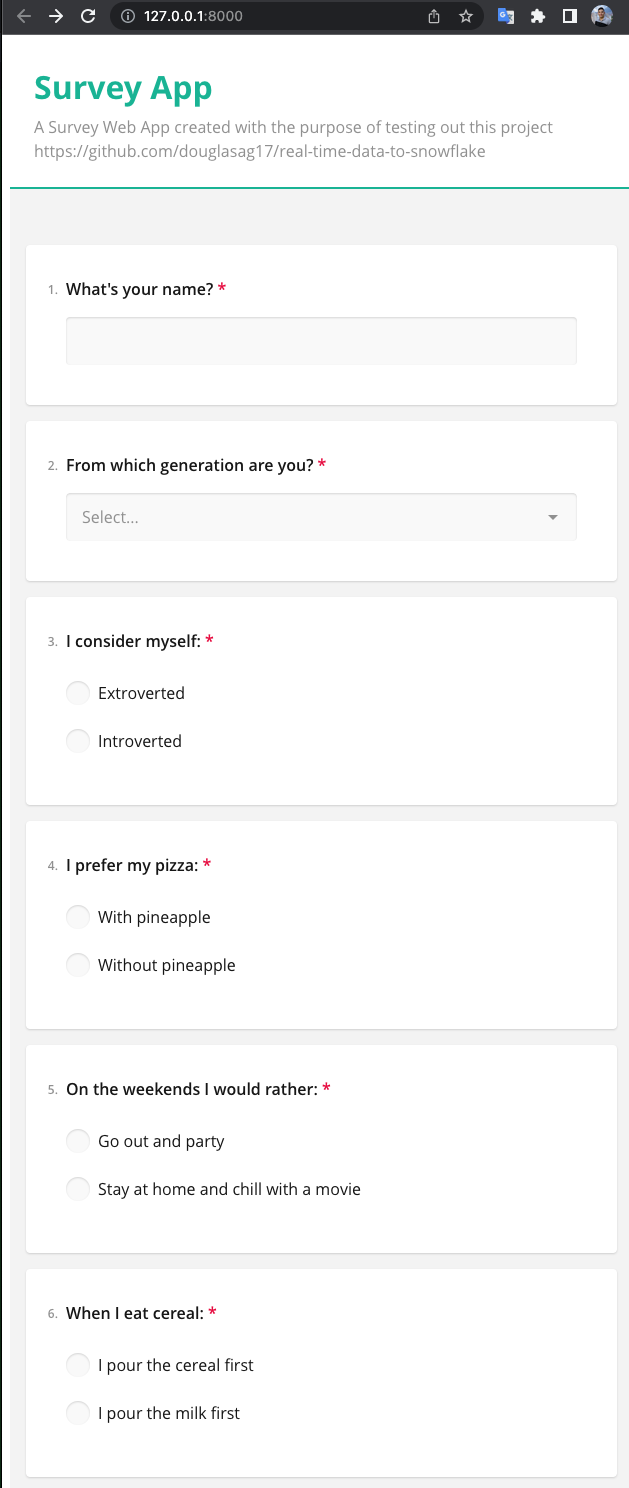 127.0.0.1:8000
Survey App
A Survey Web App created with the purpose of testing out this project
https://github.com/douglasag17/real-time-data-to-snowflake
1. What's your name? *
2. From which generation are you? *
Select...
3. I consider myself: *
Extroverted
Introverted
4. I prefer my pizza: *
With pineapple
Without pineapple
5. On the weekends I would rather: *
Go out and party
Stay at home and chill with a movie
6. When I eat cereal: *
I pour the cereal first
I pour the milk first